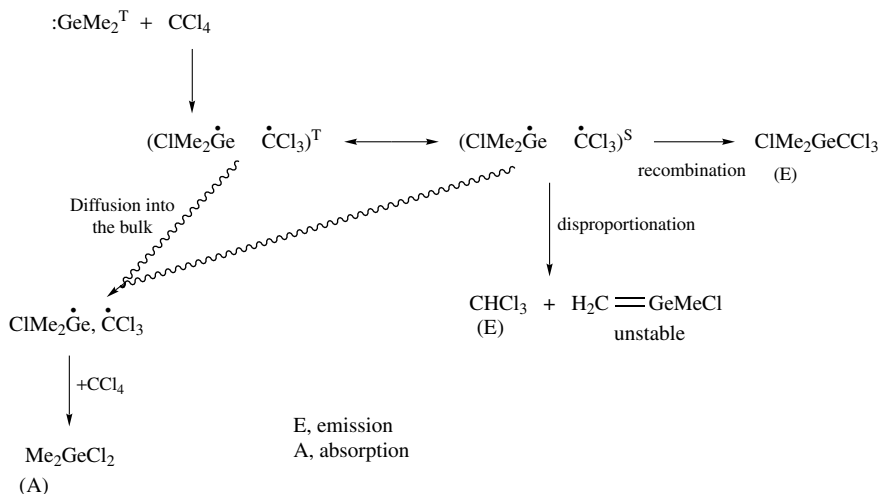 :GeMe₂ᵀ + CCl₄
(ClMe₂Ġe ĊCl₃)ᵀ (ClMe₂Ġe ĊCl₃)ˢ ClMe₂GeCCl₃
recombination (E)
Diffusion into
the bulk
disproportionation
CHCl₃ + H₂C=GeMeCl
(E) unstable
ClMe₂Ġe, ĊCl₃
+CCl₄
E, emission
A, absorption
Me₂GeCl₂
(A)